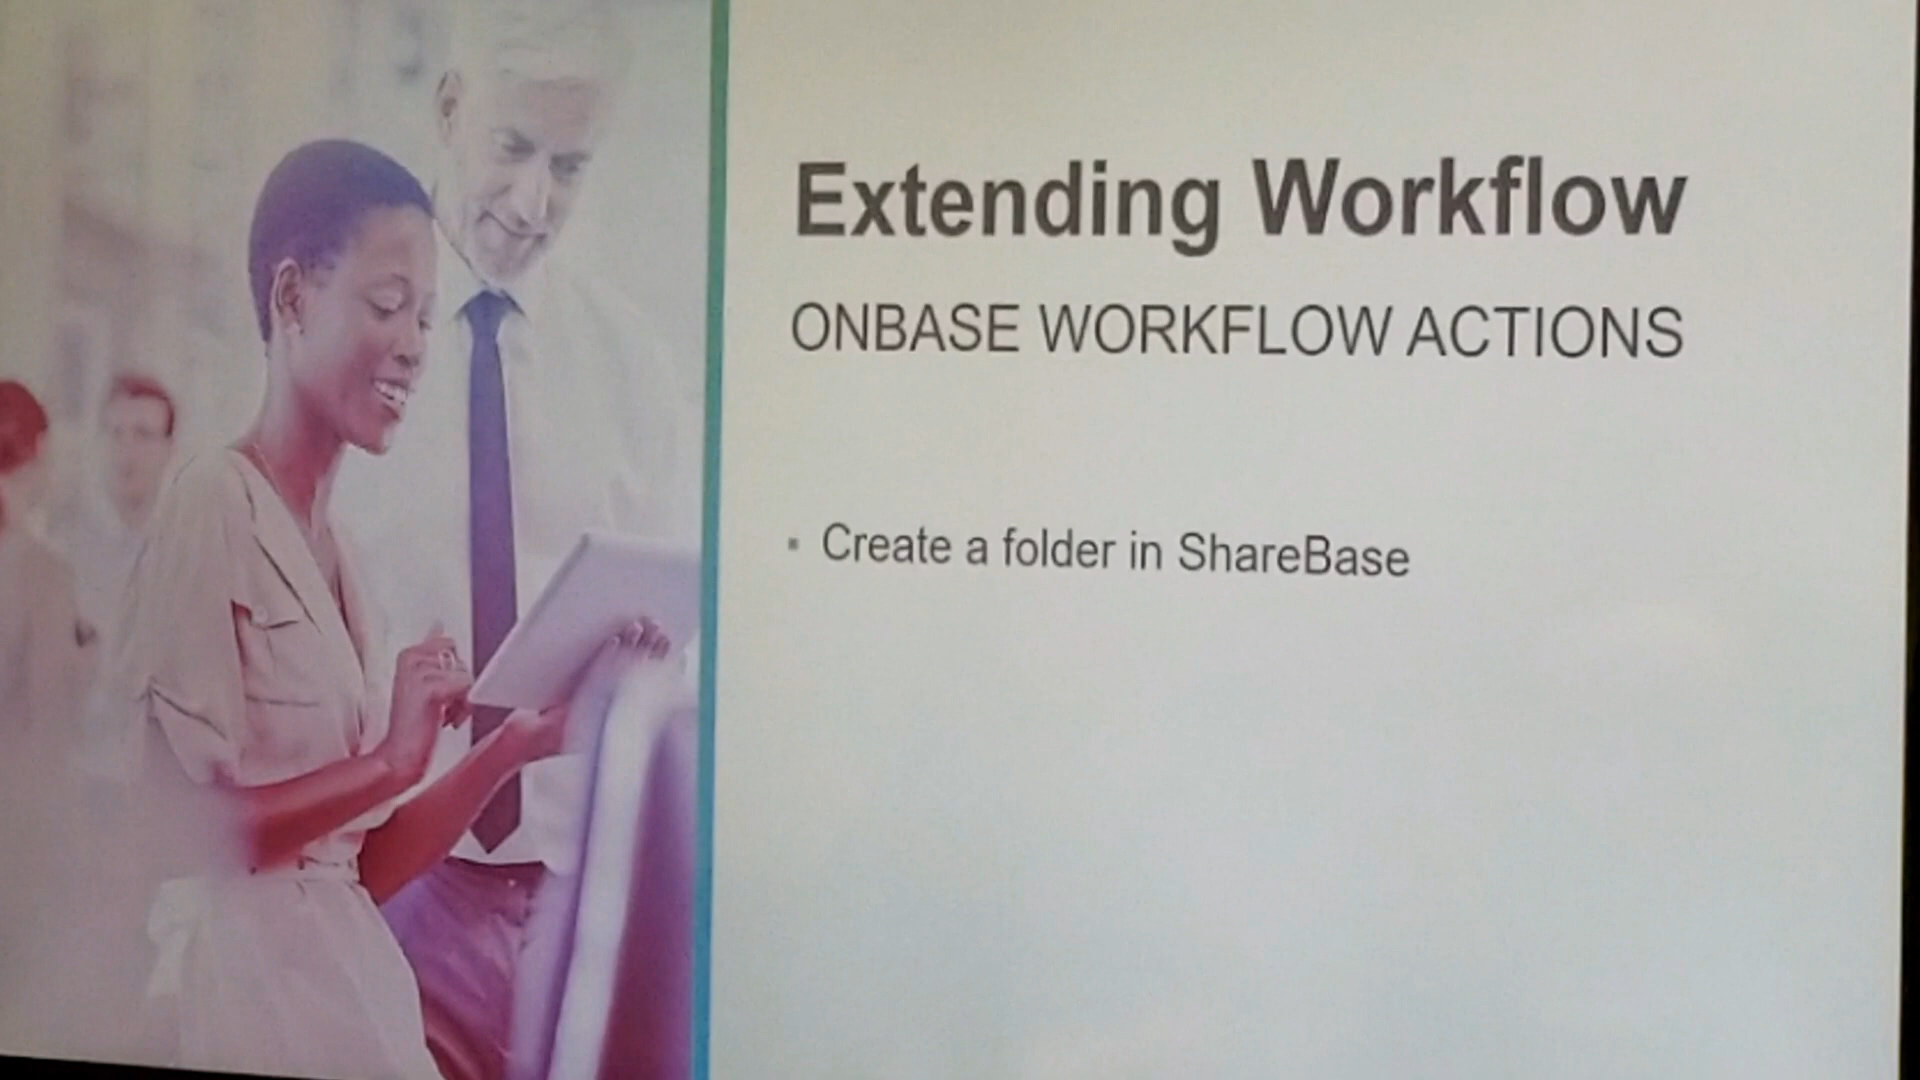 Extending Workflow
ONBASE WORKFLOW ACTIONS
▪ Create a folder in ShareBase